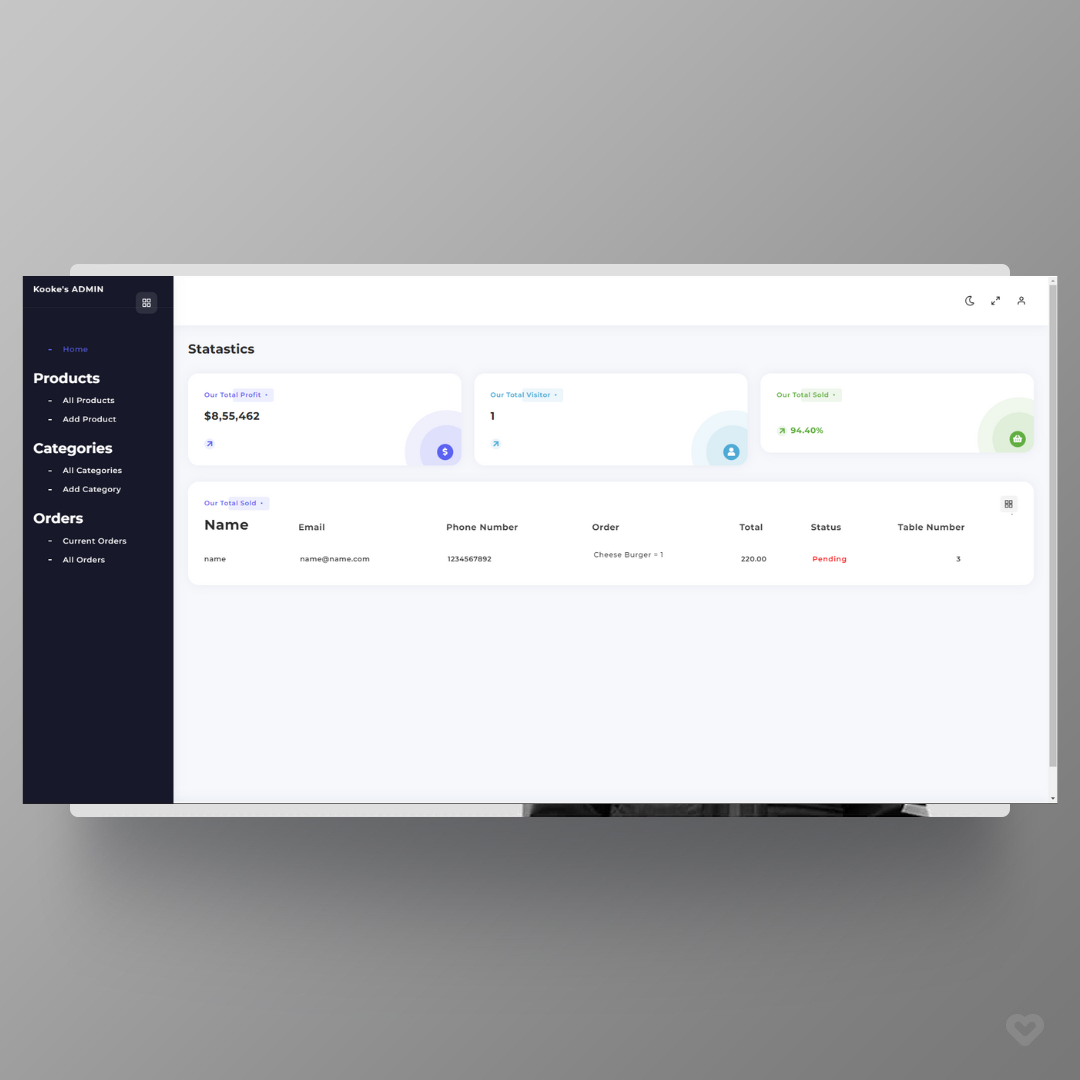 Kooke's ADMIN
- Home
Products
- All Products
- Add Product
Categories
- All Categories
- Add Category
Orders
- Current Orders
- All Orders
Statastics
Our Total Profit •
$8,55,462
Our Total Visitor •
1
Our Total Sold •
94.40%
Our Total Sold •
Name Email Phone Number Order Total Status Table Number
name name@name.com 1234567892 Cheese Burger = 1 220.00 Pending 3